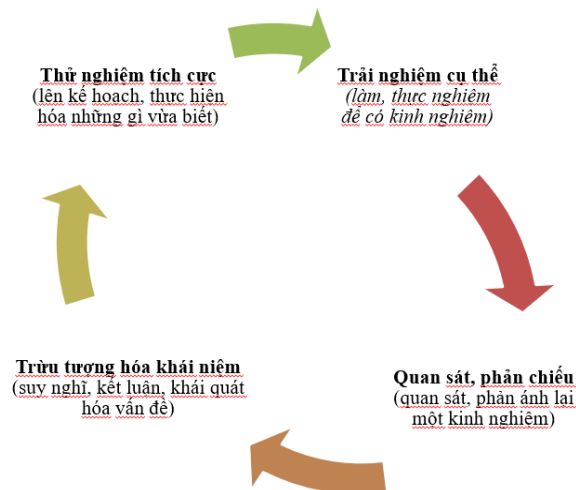 Thử nghiệm tích cực
(lên kế hoạch, thực hiện
hóa những gì vừa biết)
Trải nghiệm cụ thể
(làm, thực nghiệm
để có kinh nghiệm)
Trừu tượng hóa khái niệm
(suy nghĩ, kết luận, khái quát
hóa vấn đề)
Quan sát, phản chiếu
(quan sát, phản ánh lại
một kinh nghiệm)